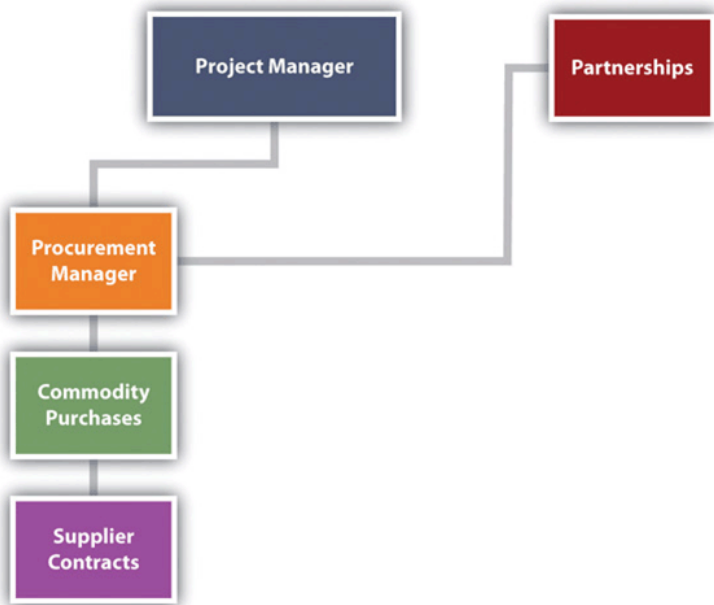 Project Manager
Partnerships
Procurement
Manager
Commodity
Purchases
Supplier
Contracts